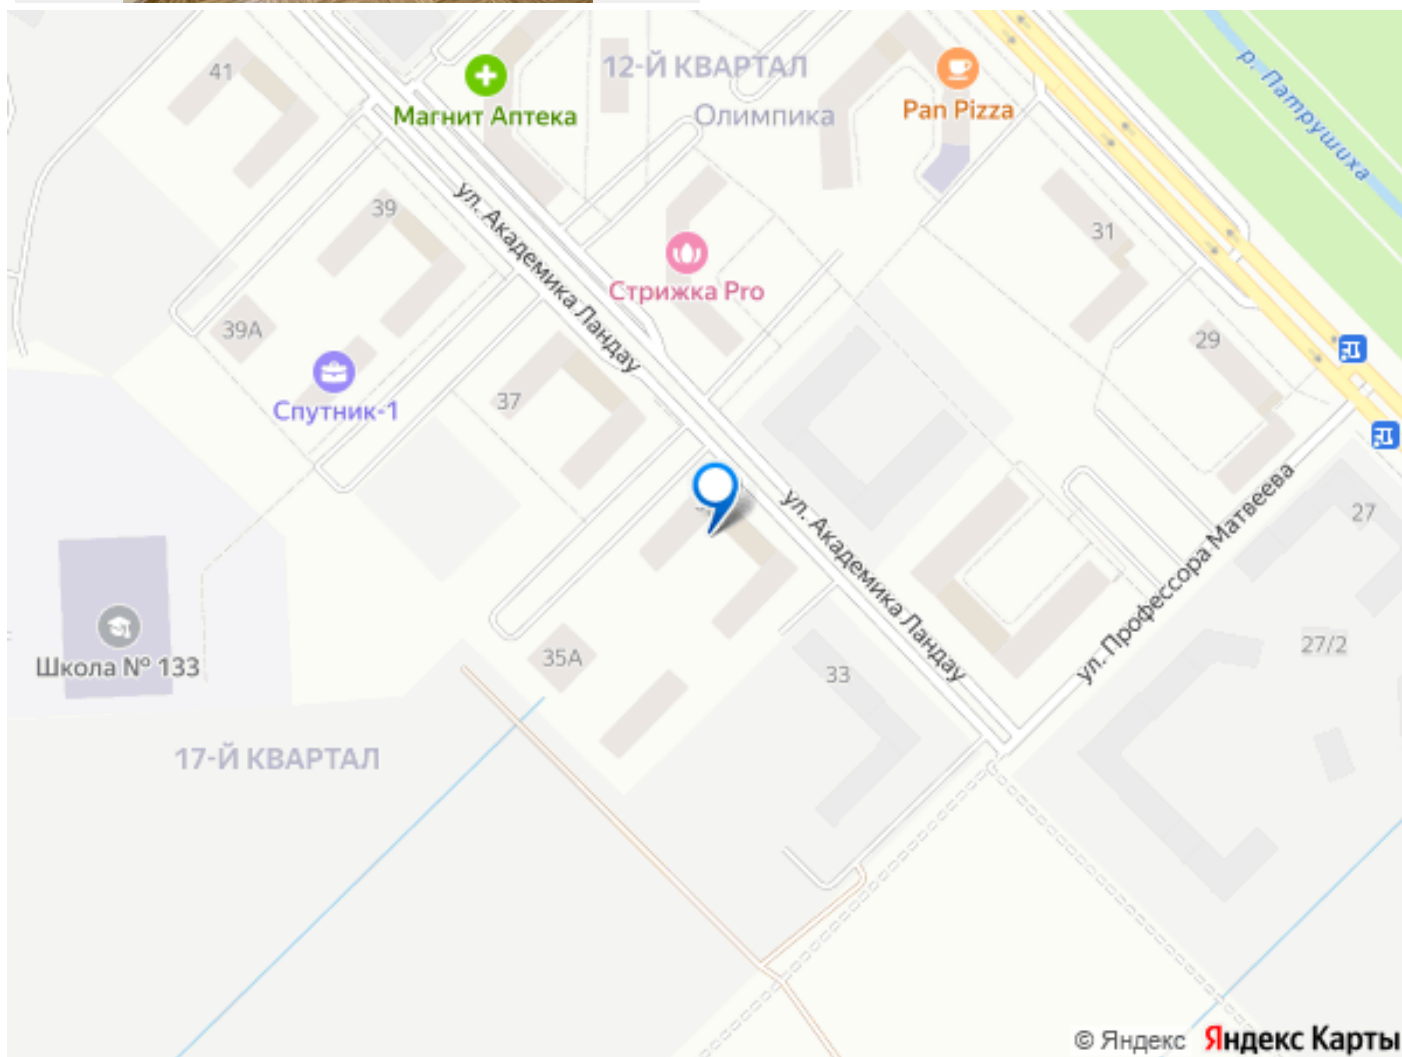 41
12-Й КВАРТАЛ
Магнит Аптека
Олимпика
Pan Pizza
р. Патрушиха
39
ул. Академика Ландау
31
Стрижка Pro
39А
29
37
Спутник-1
ул. Академика Ландау
ул. Профессора Матвеева
27
Школа № 133
35А
33
27/2
17-Й КВАРТАЛ
© Яндекс Яндекс Карты